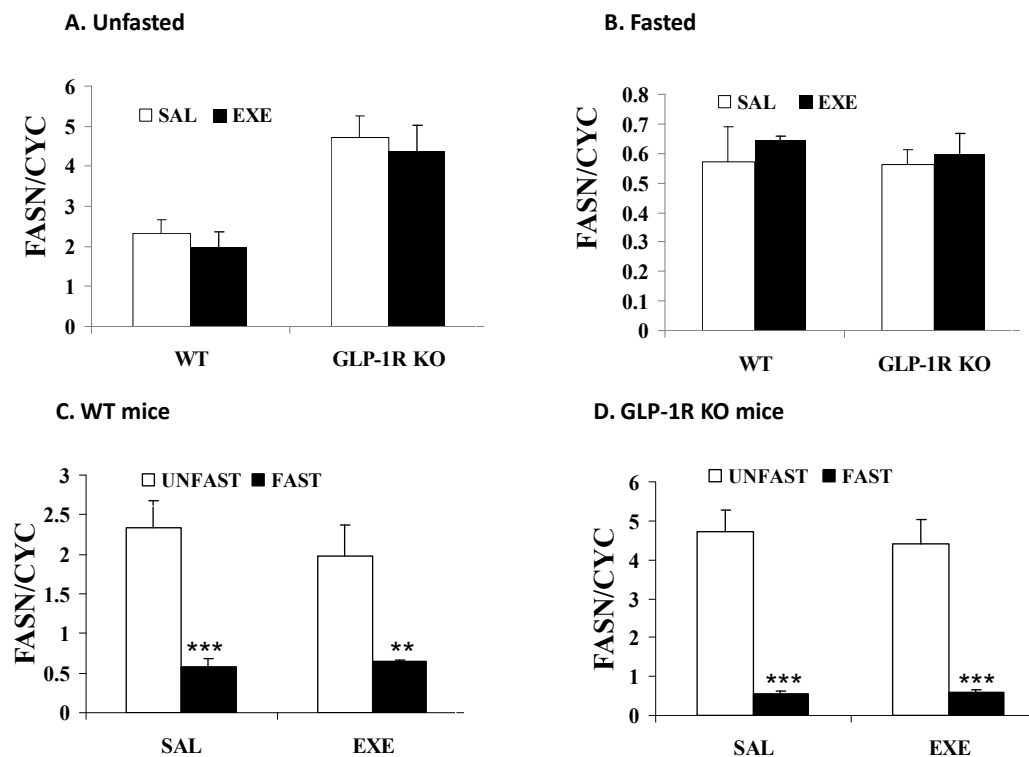 A. Unfasted
FASN/CYC
SAL EXE
6
5
4
3
2
1
0
WT GLP-1R KO
B. Fasted
FASN/CYC
SAL EXE
0.8
0.7
0.6
0.5
0.4
0.3
0.2
0.1
0
WT GLP-1R KO
C. WT mice
FASN/CYC
UNFAST FAST
3
2.5
2
1.5
1
0.5
0
*** **
SAL EXE
D. GLP-1R KO mice
FASN/CYC
UNFAST FAST
6
5
4
3
2
1
0
*** ***
SAL EXE